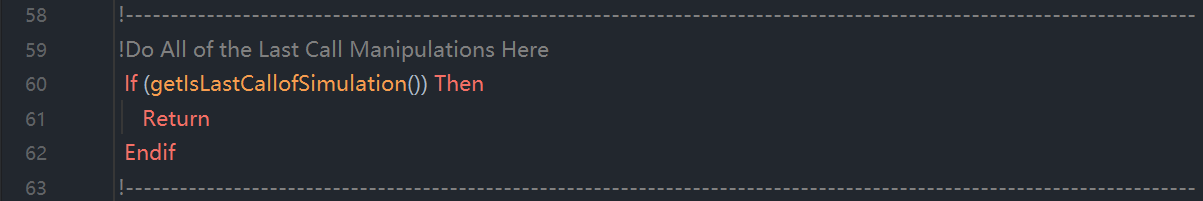 58 !-----------------------------------------------------------------------------------------------------------------------
59 !Do All of the Last Call Manipulations Here
60 If (getIsLastCallofSimulation()) Then
61 Return
62 Endif
63 !-----------------------------------------------------------------------------------------------------------------------